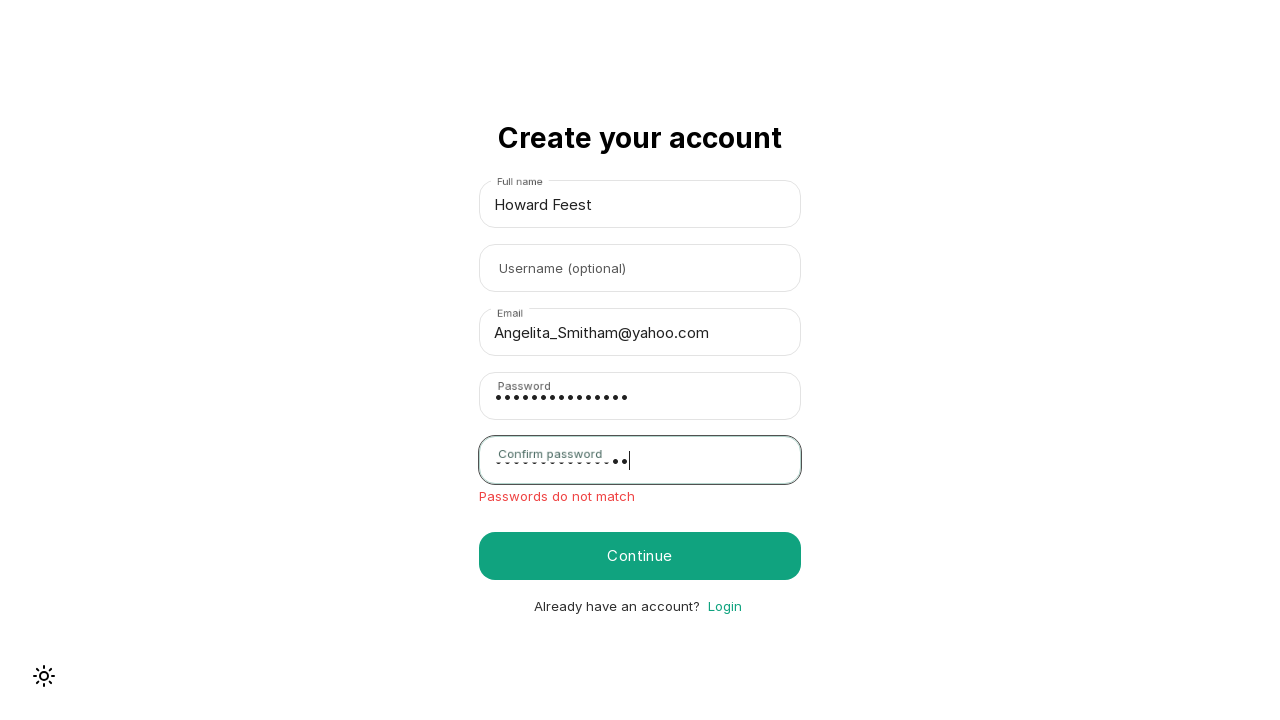 Create your account
Full name
Howard Feest
Username (optional)
Email
Angelita_Smitham@yahoo.com
Password
•••••••••••••••
Confirm password
•••••••••••••••
Passwords do not match
Continue
Already have an account? Login